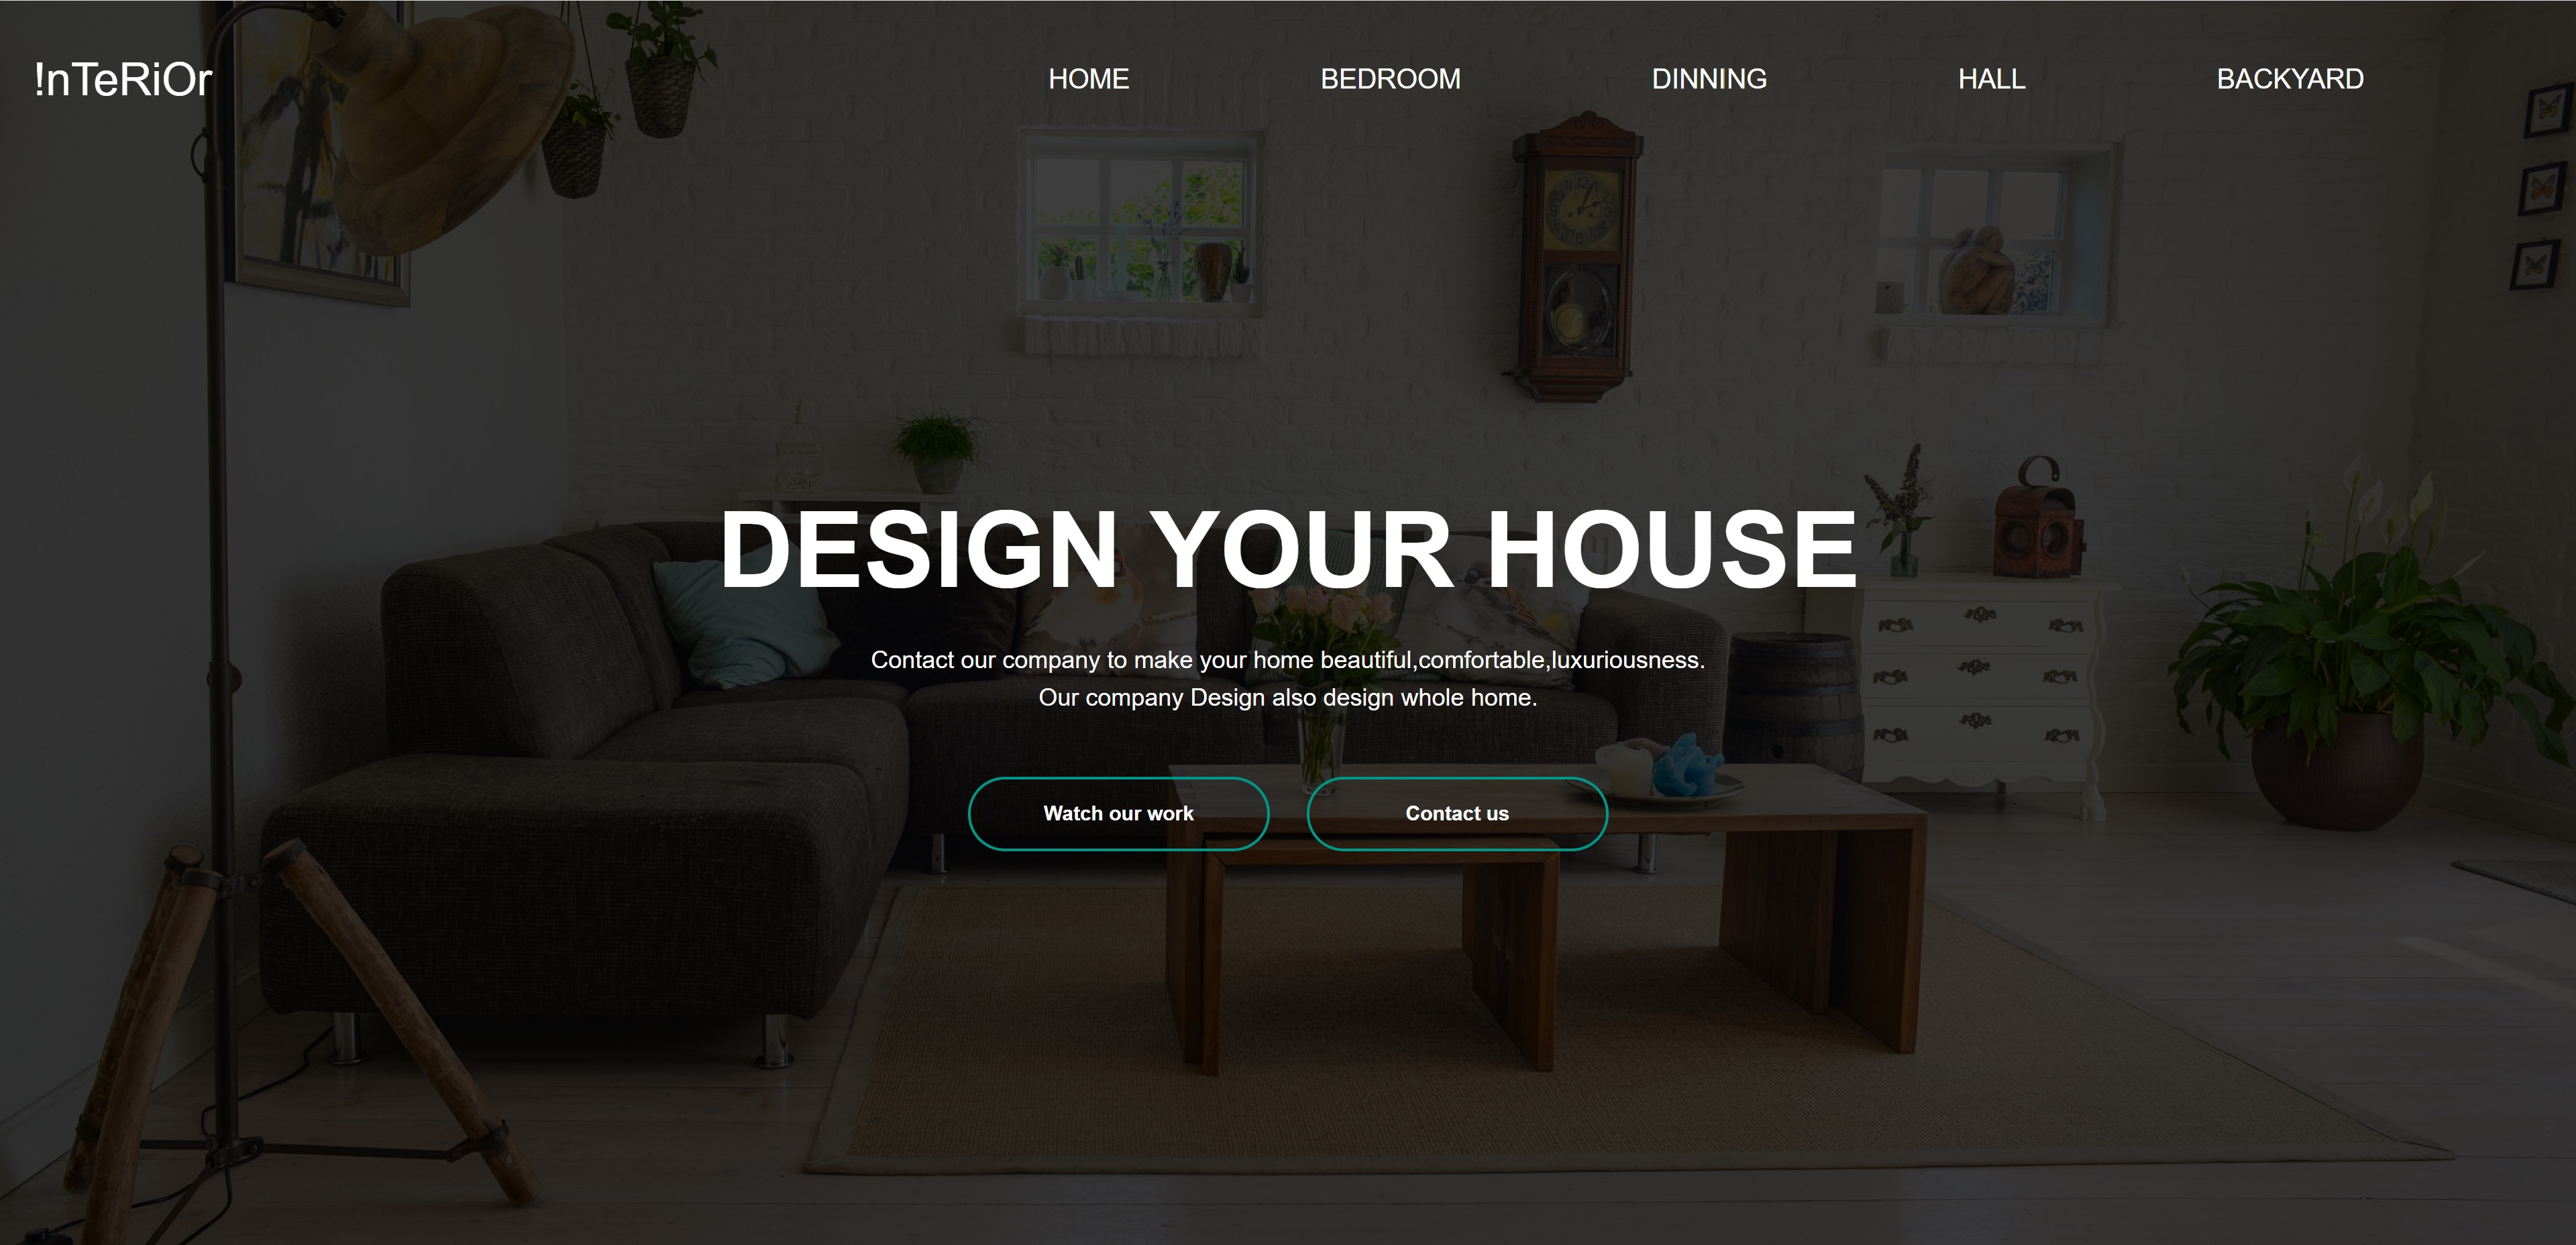 !nTeRiOr
HOME
BEDROOM
DINNING
HALL
BACKYARD
DESIGN YOUR HOUSE
Contact our company to make your home beautiful,comfortable,luxuriousness.
Our company Design also design whole home.
Watch our work
Contact us